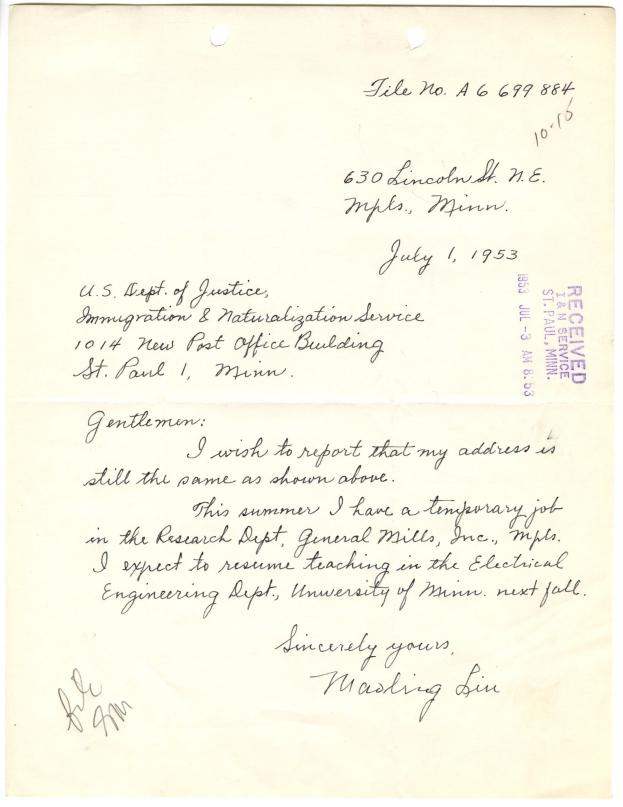 File No. A 6 699 884
10-15
630 Lincoln St. N.E.
Mpls., Minn.
July 1, 1953
U.S. Dept. of Justice,
Immigration & Naturalization Service
1014 New Post Office Building
St. Paul 1, Minn.
RECEIVED
I & N SERVICE
ST. PAUL, MINN.
1953 JUL -3 AM 8:53
Gentlemen:
I wish to report that my address is
still the same as shown above.
This summer I have a temporary job
in the Research Dept, General Mills, Inc., Mpls.
I expect to resume teaching in the Electrical
Engineering Dept., University of Minn. next fall.
Sincerely yours,
Maoling Liu
file